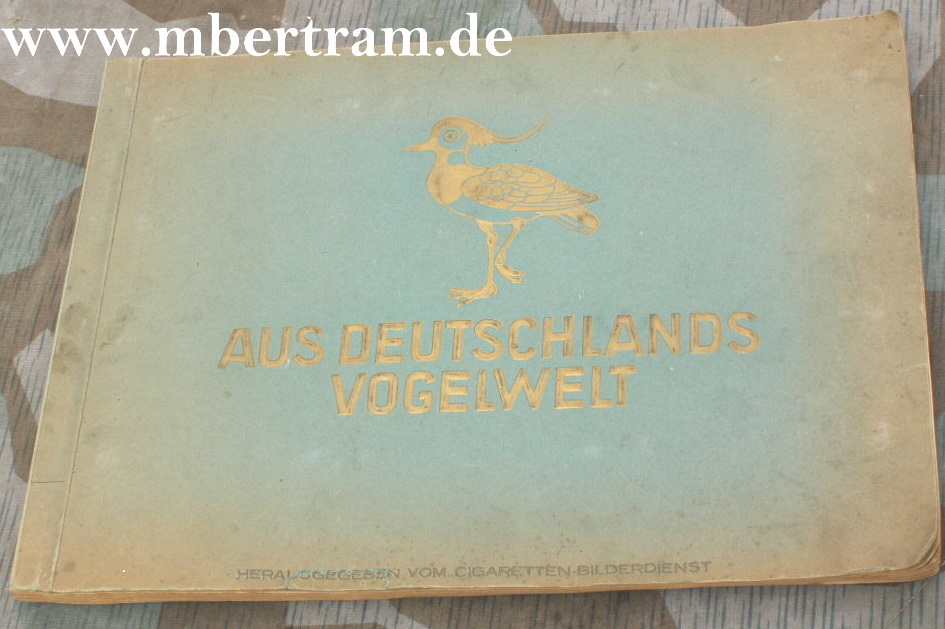 www.mbertram.de
AUS DEUTSCHLANDS
VOGELWELT
HERAUSGEGEBEN VOM CIGARETTEN-BILDERDIENST